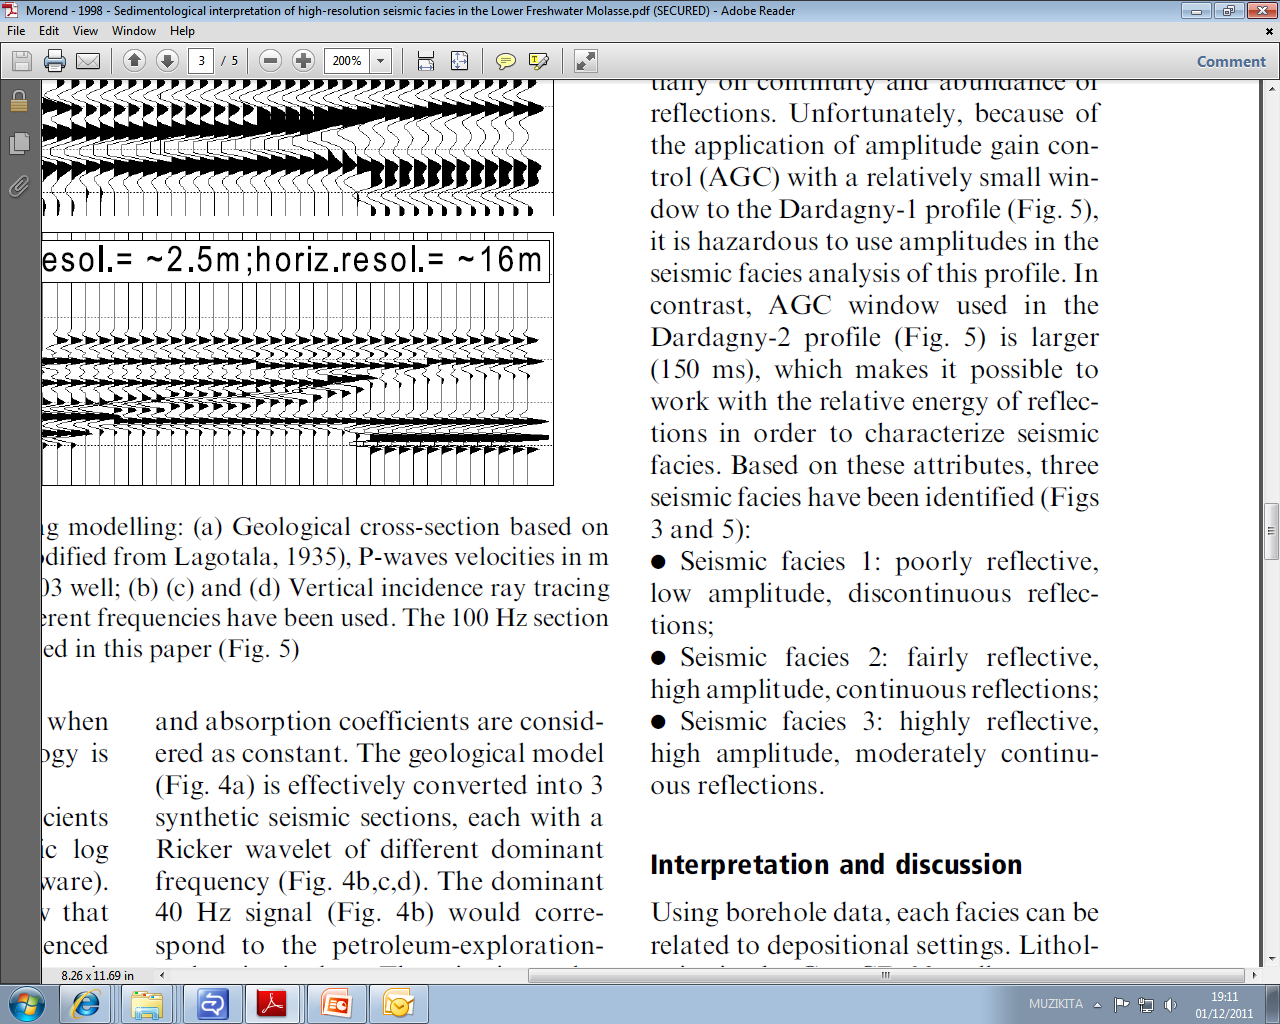 Morend - 1998 - Sedimentological interpretation of high-resolution seismic facies in the Lower Freshwater Molasse.pdf (SECURED) - Adobe Reader
File Edit View Window Help
3 / 5 200% Comment
esol.= ~2.5m;horiz.resol.= ~16m
ng modelling: (a) Geological cross-section based on
odified from Lagotala, 1935), P-waves velocities in m
03 well; (b) (c) and (d) Vertical incidence ray tracing
erent frequencies have been used. The 100 Hz section
ed in this paper (Fig. 5)
when
ogy is
cients
ic log
ware).
w that
enced
and absorption coefficients are consid-
ered as constant. The geological model
(Fig. 4a) is effectively converted into 3
synthetic seismic sections, each with a
Ricker wavelet of different dominant
frequency (Fig. 4b,c,d). The dominant
40 Hz signal (Fig. 4b) would corre-
spond to the petroleum-exploration-
tially on continuity and abundance of
reflections. Unfortunately, because of
the application of amplitude gain con-
trol (AGC) with a relatively small win-
dow to the Dardagny-1 profile (Fig. 5),
it is hazardous to use amplitudes in the
seismic facies analysis of this profile. In
contrast, AGC window used in the
Dardagny-2 profile (Fig. 5) is larger
(150 ms), which makes it possible to
work with the relative energy of reflec-
tions in order to characterize seismic
facies. Based on these attributes, three
seismic facies have been identified (Figs
3 and 5):
● Seismic facies 1: poorly reflective,
low amplitude, discontinuous reflec-
tions;
● Seismic facies 2: fairly reflective,
high amplitude, continuous reflections;
● Seismic facies 3: highly reflective,
high amplitude, moderately continu-
ous reflections.
Interpretation and discussion
Using borehole data, each facies can be
related to depositional settings. Lithol-
8.26 x 11.69 in
MUZIKITA
19:11
01/12/2011